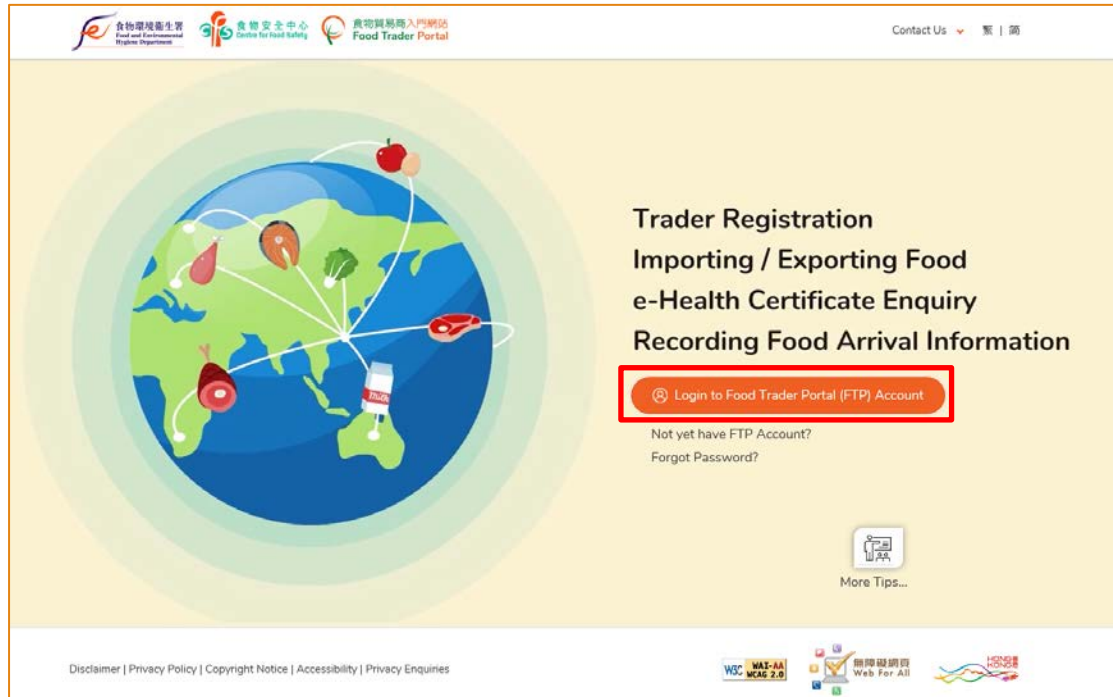 食物環境衞生署
Food and Environmental
Hygiene Department
食物安全中心
Centre for Food Safety
食物貿易商入門網站
Food Trader Portal
Contact Us
繁 | 简
Trader Registration
Importing / Exporting Food
e-Health Certificate Enquiry
Recording Food Arrival Information
Login to Food Trader Portal (FTP) Account
Not yet have FTP Account?
Forgot Password?
More Tips...
Disclaimer | Privacy Policy | Copyright Notice | Accessibility | Privacy Enquiries
W3C WAI-AA
WCAG 2.0
無障礙網頁
Web For All